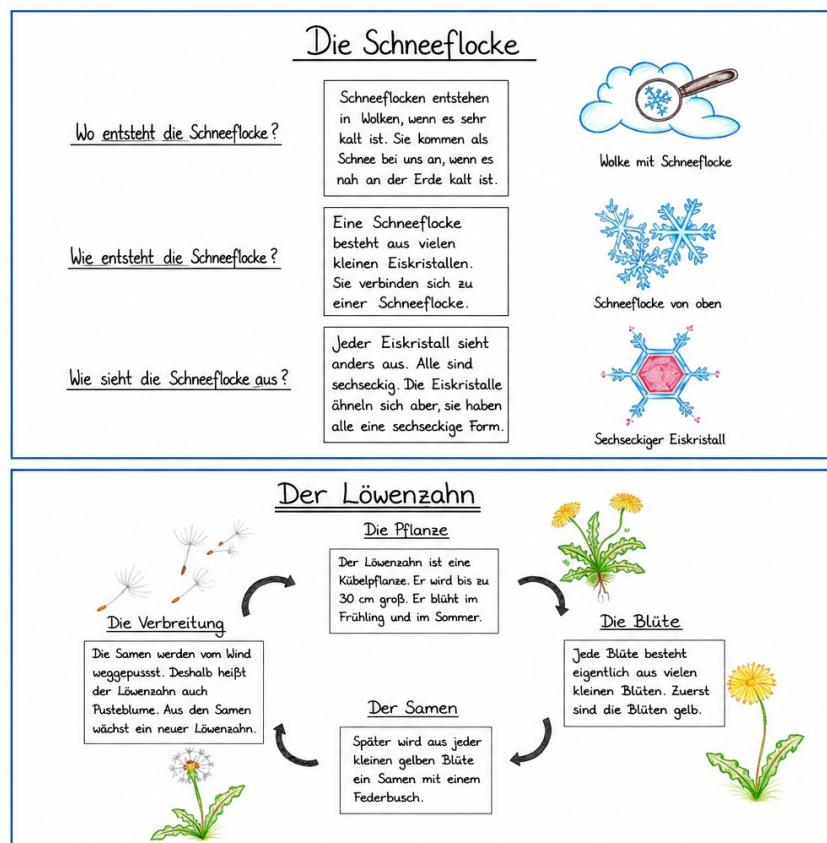 Die Schneeflocke
Wo entsteht die Schneeflocke?
Schneeflocken entstehen
in Wolken, wenn es sehr
kalt ist. Sie kommen als
Schnee bei uns an, wenn es
nah an der Erde kalt ist.
Wolke mit Schneeflocke
Wie entsteht die Schneeflocke?
Eine Schneeflocke
besteht aus vielen
kleinen Eiskristallen.
Sie verbinden sich zu
einer Schneeflocke.
Schneeflocke von oben
Wie sieht die Schneeflocke aus?
Jeder Eiskristall sieht
anders aus. Alle sind
sechseckig. Die Eiskristalle
ähneln sich aber, sie haben
alle eine sechseckige Form.
Sechseckiger Eiskristall
Der Löwenzahn
Die Pflanze
Der Löwenzahn ist eine
Kübelpflanze. Er wird bis zu
30 cm groß. Er blüht im
Frühling und im Sommer.
Die Blüte
Jede Blüte besteht
eigentlich aus vielen
kleinen Blüten. Zuerst
sind die Blüten gelb.
Der Samen
Später wird aus jeder
kleinen gelben Blüte
ein Samen mit einem
Federbusch.
Die Verbreitung
Die Samen werden vom Wind
weggepussst. Deshalb heißt
der Löwenzahn auch
Pusteblume. Aus den Samen
wächst ein neuer Löwenzahn.